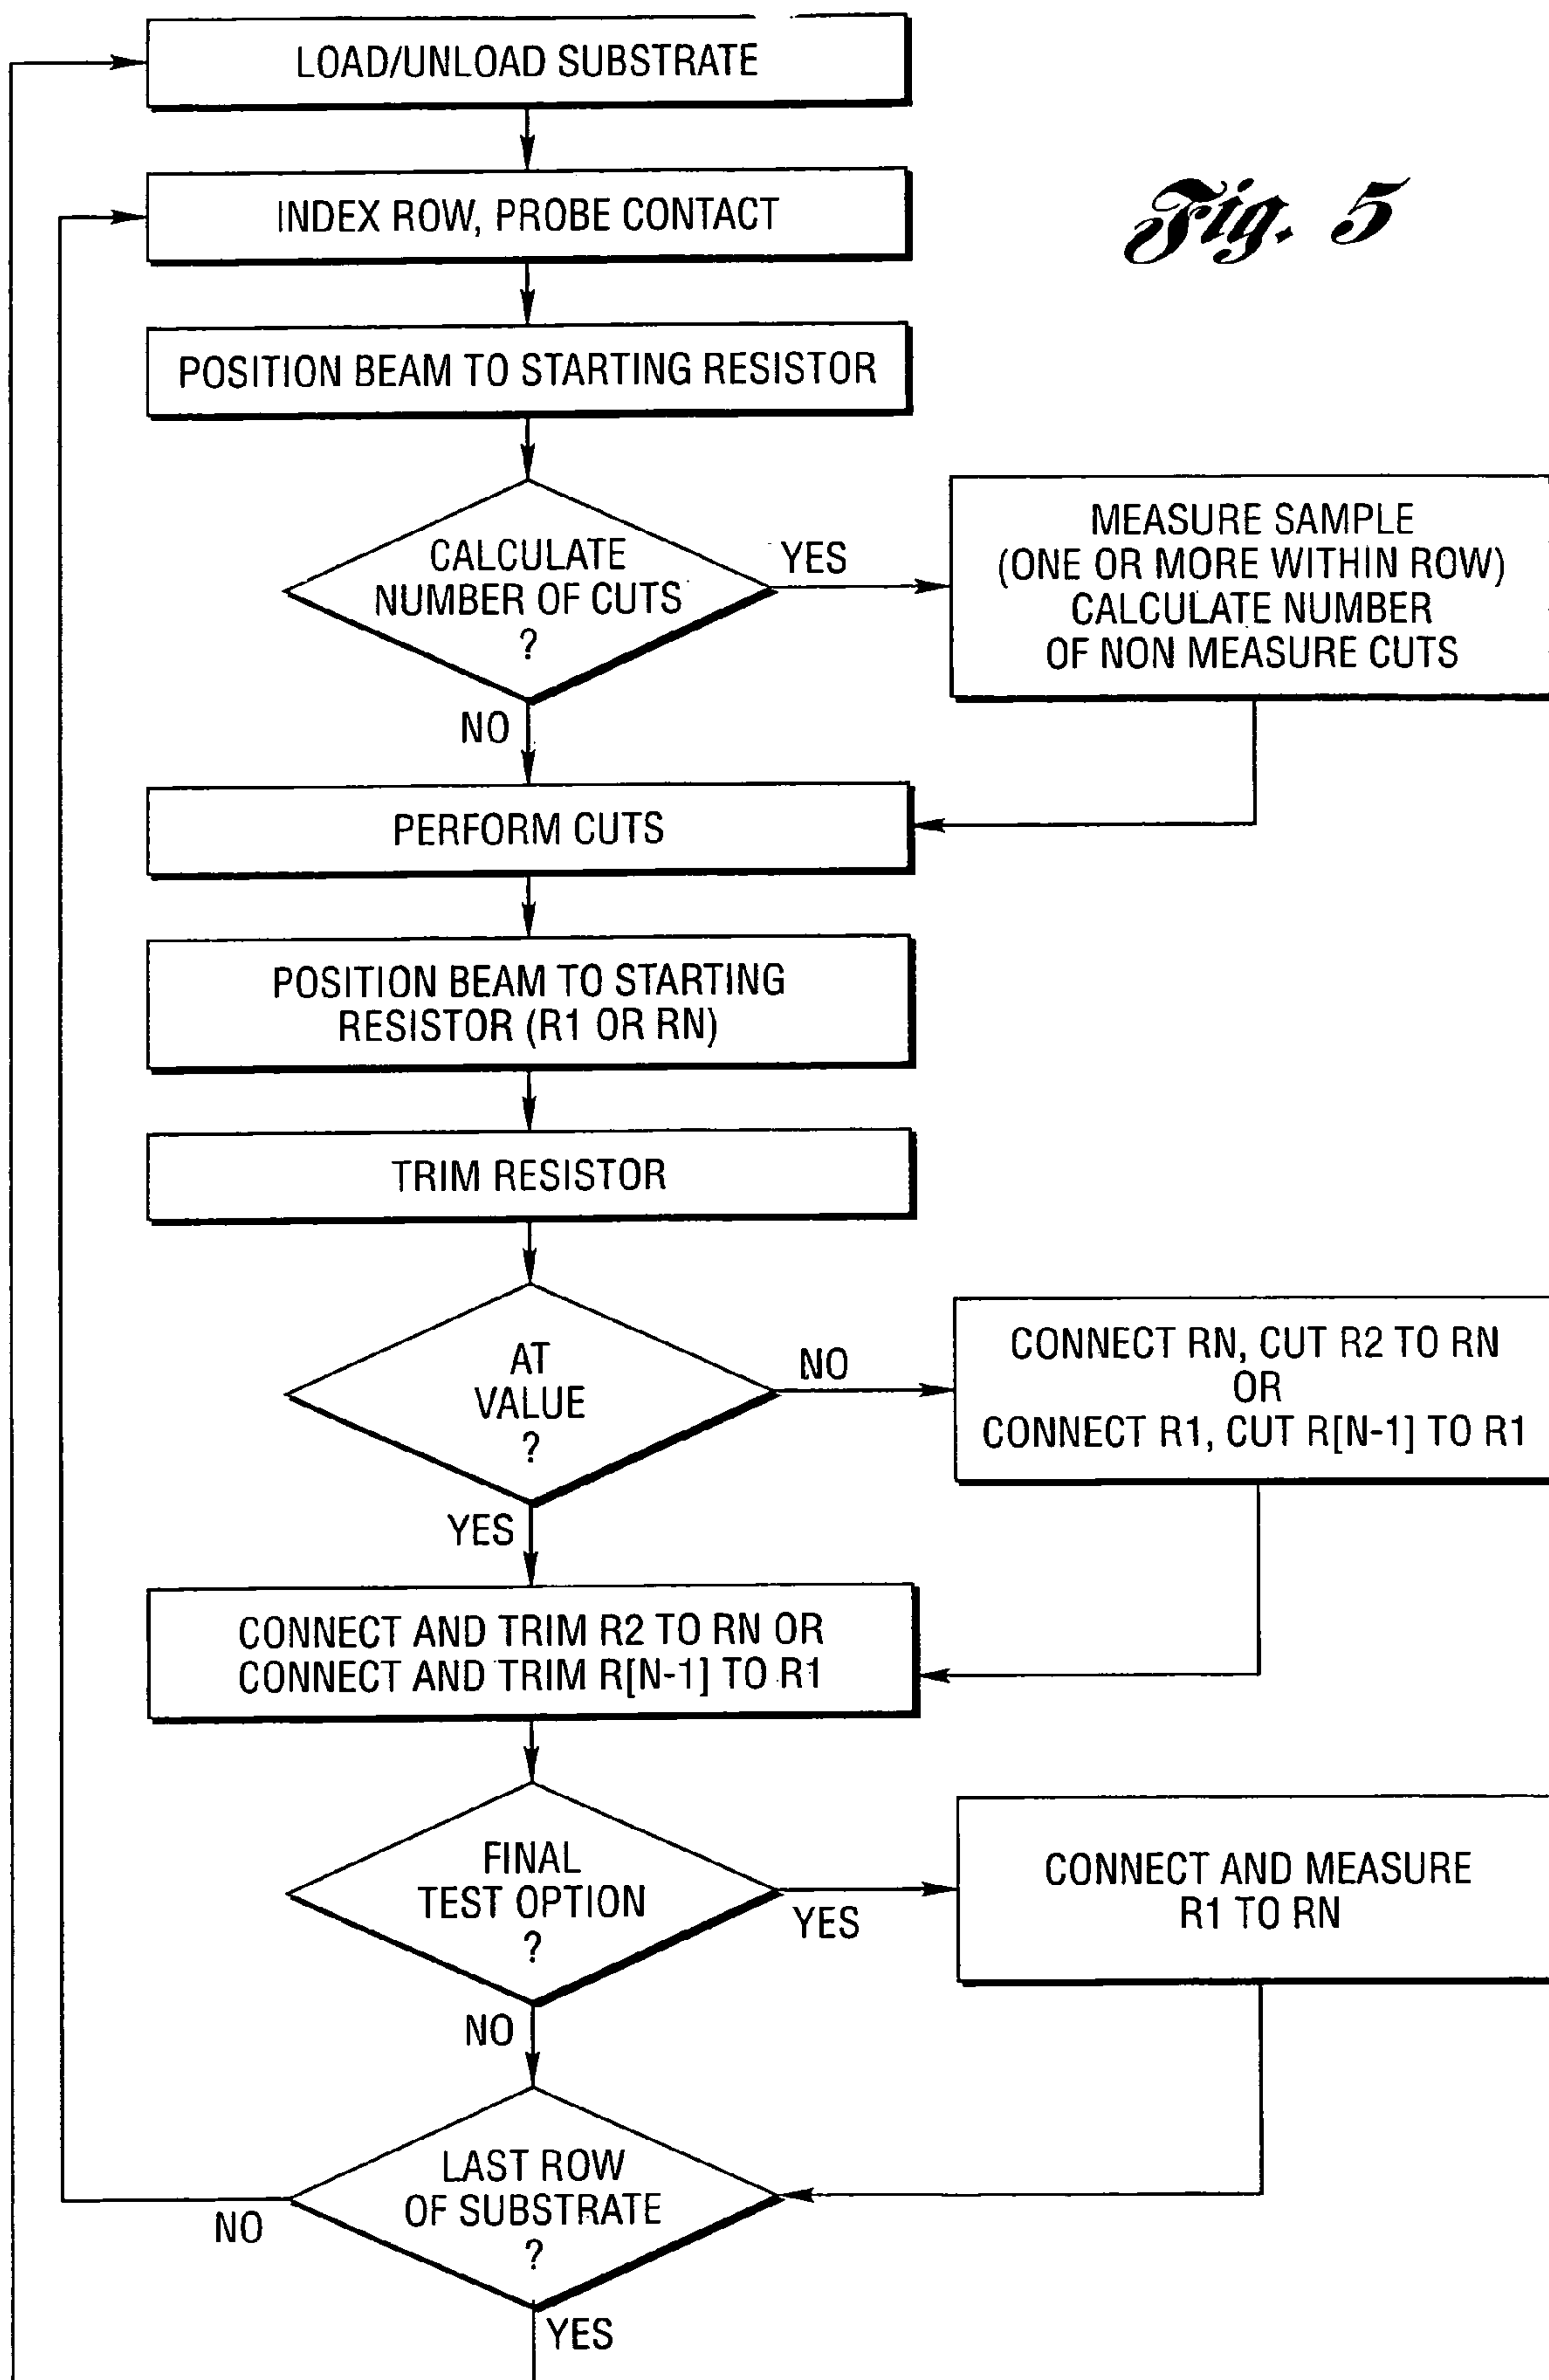 LOAD/UNLOAD SUBSTRATE
INDEX ROW, PROBE CONTACT
Fig. 5
POSITION BEAM TO STARTING RESISTOR
CALCULATE
NUMBER OF CUTS
?
YES
MEASURE SAMPLE
(ONE OR MORE WITHIN ROW)
CALCULATE NUMBER
OF NON MEASURE CUTS
NO
PERFORM CUTS
POSITION BEAM TO STARTING
RESISTOR (R1 OR RN)
TRIM RESISTOR
AT
VALUE
?
NO
CONNECT RN, CUT R2 TO RN
OR
CONNECT R1, CUT R[N-1] TO R1
YES
CONNECT AND TRIM R2 TO RN OR
CONNECT AND TRIM R[N-1] TO R1
FINAL
TEST OPTION
?
YES
CONNECT AND MEASURE
R1 TO RN
NO
LAST ROW
OF SUBSTRATE
?
NO
YES